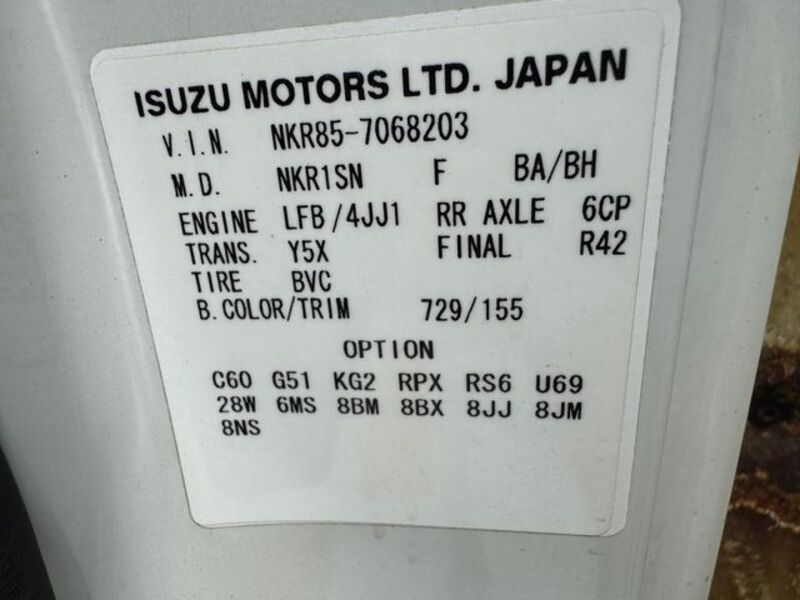 ISUZU MOTORS LTD. JAPAN
V.I.N. NKR85-7068203
M.D. NKR1SN F BA/BH
ENGINE LFB/4JJ1 RR AXLE 6CP
TRANS. Y5X FINAL R42
TIRE BVC
B.COLOR/TRIM 729/155
OPTION
C60 G51 KG2 RPX RS6 U69
28W 6MS 8BM 8BX 8JJ 8JM
8NS